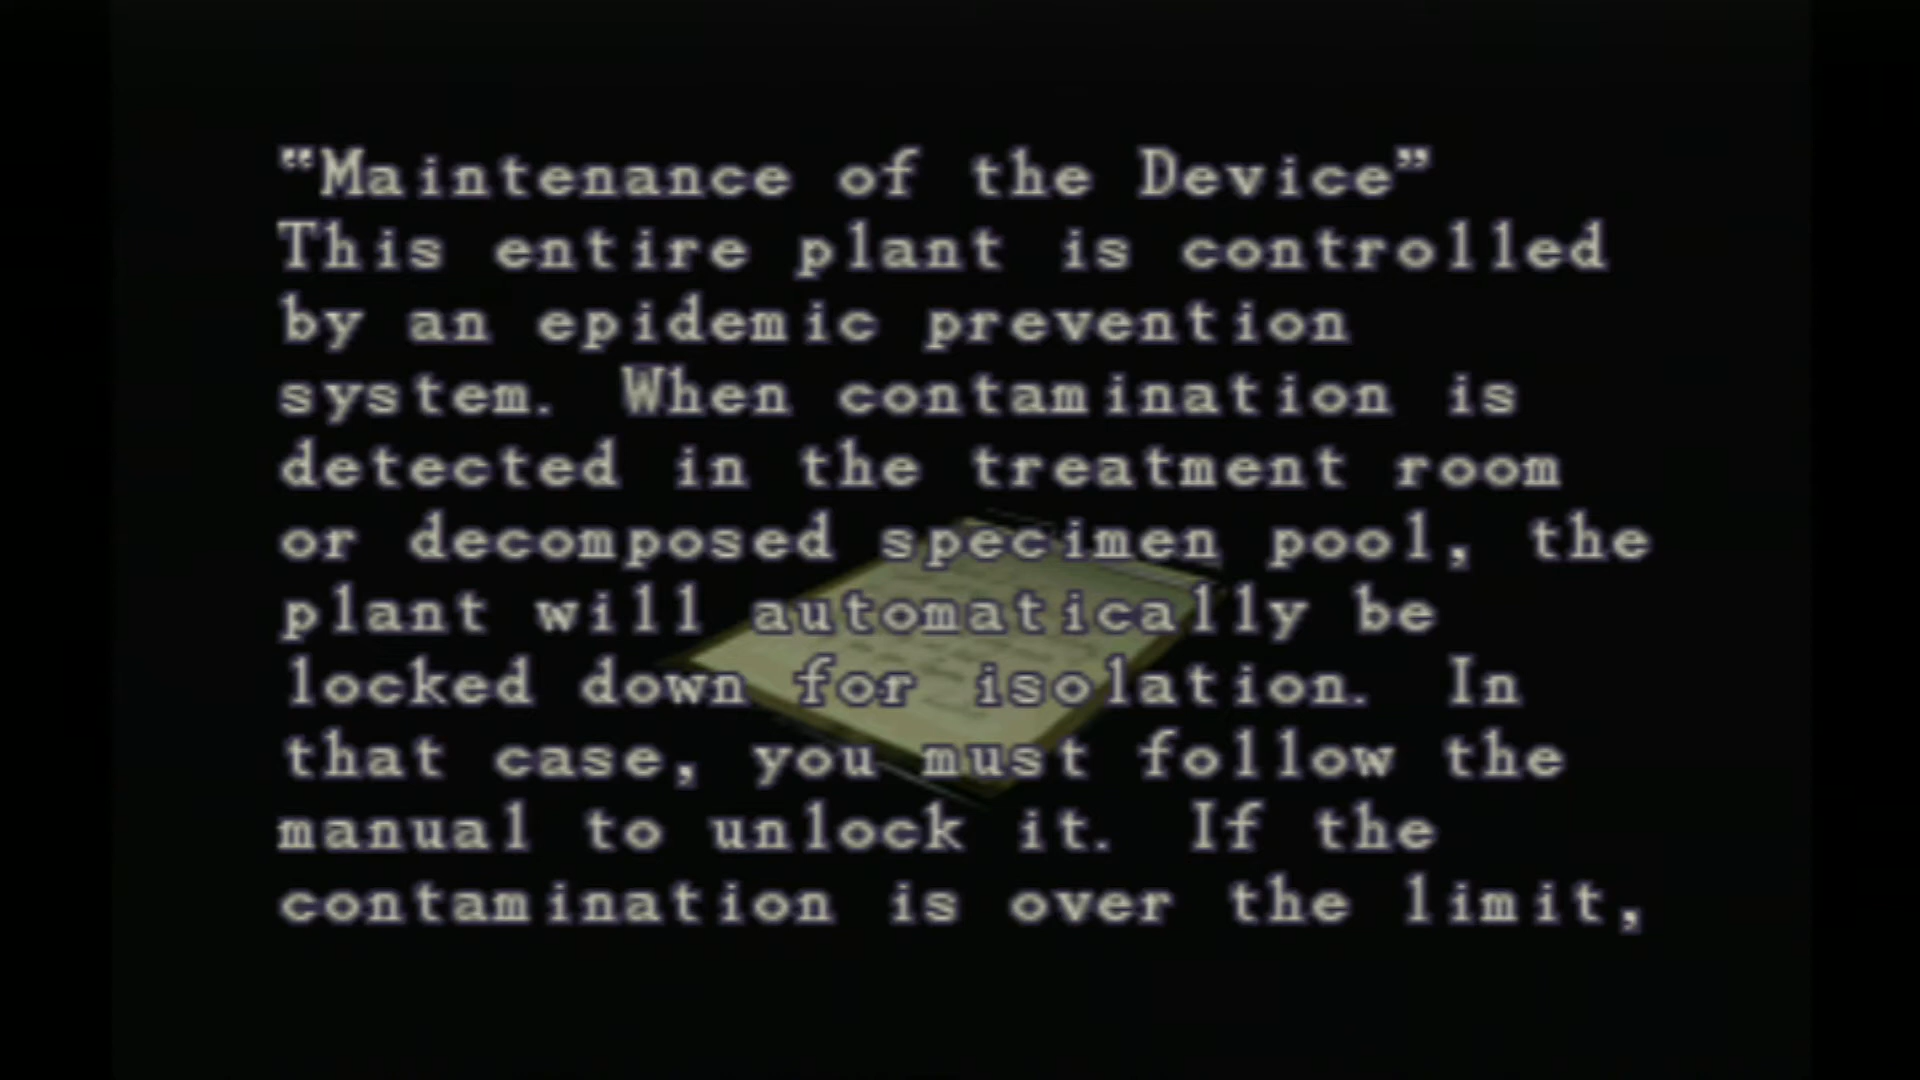 “Maintenance of the Device”
This entire plant is controlled
by an epidemic prevention
system. When contamination is
detected in the treatment room
or decomposed specimen pool, the
plant will automatically be
locked down for isolation. In
that case, you must follow the
manual to unlock it. If the
contamination is over the limit,